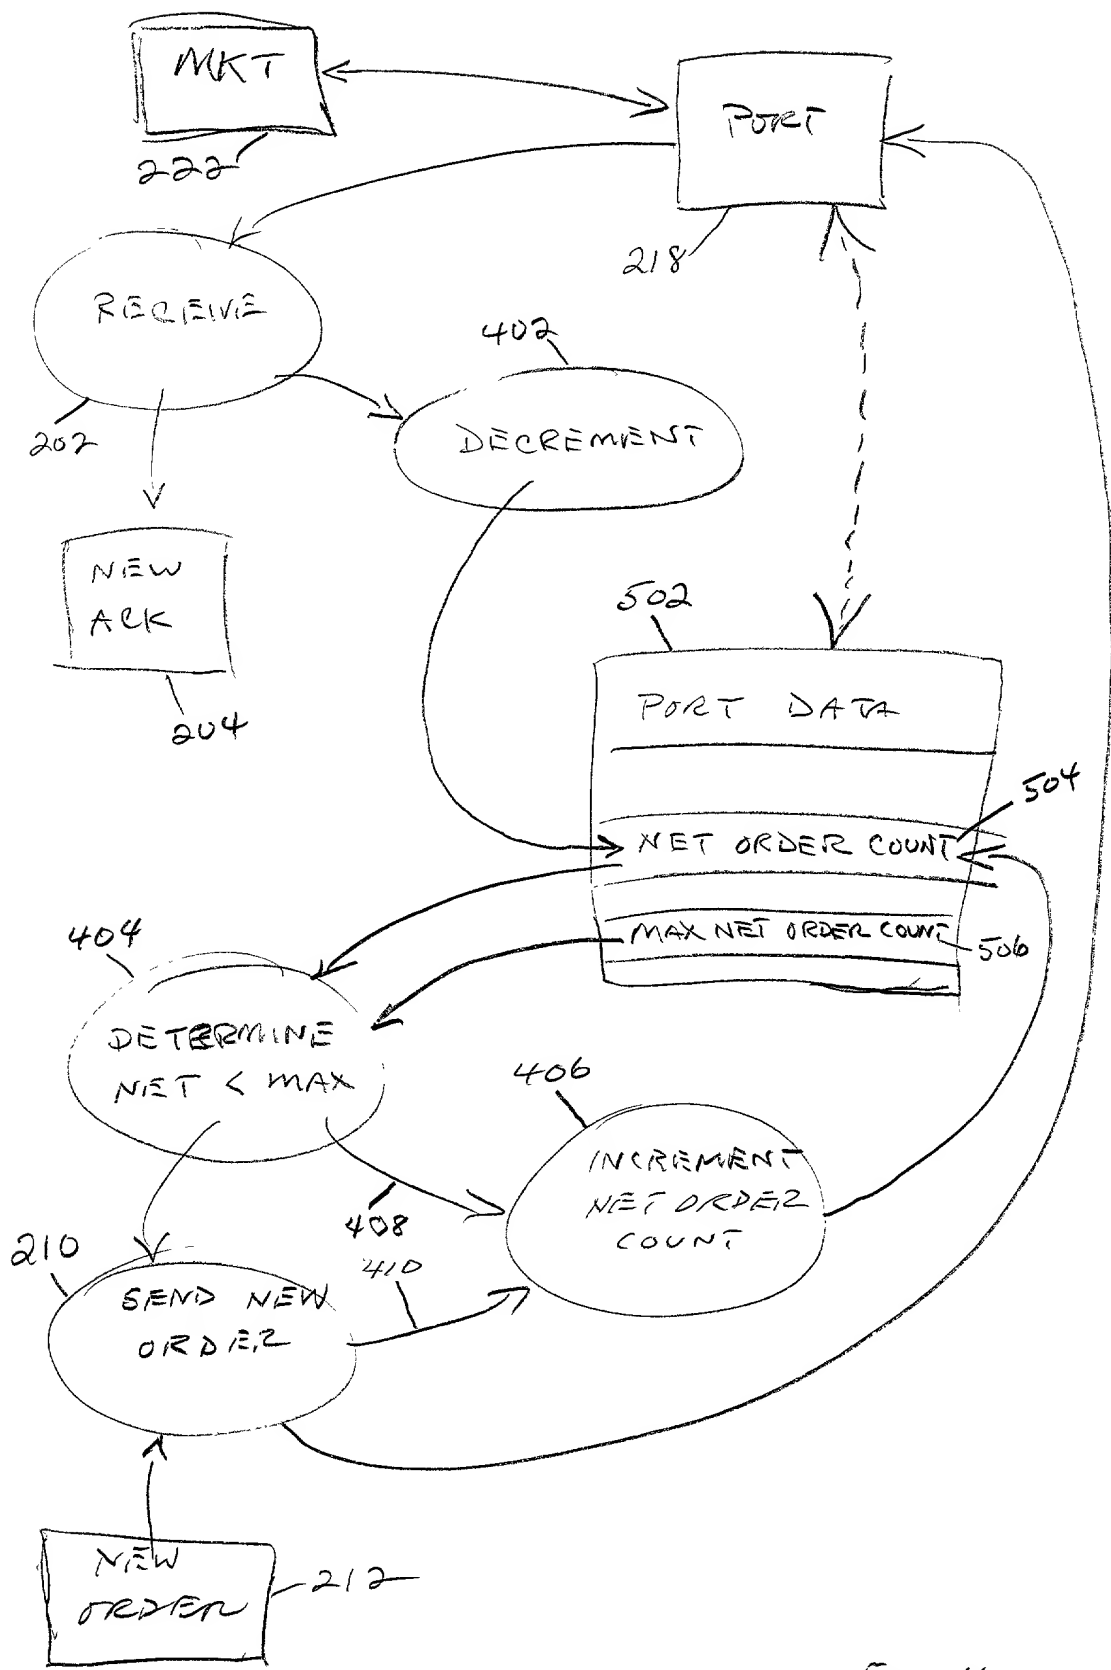 MKT
222
PORT
218
RECEIVE
202
402
DECREMENT
NEW
ACK
204
502
PORT DATA
504
NET ORDER COUNT
MAX NET ORDER COUNT
506
404
DETERMINE
NET < MAX
406
INCREMENT
NET ORDER
COUNT
408
410
210
SEND NEW
ORDER
NEW
ORDER
212